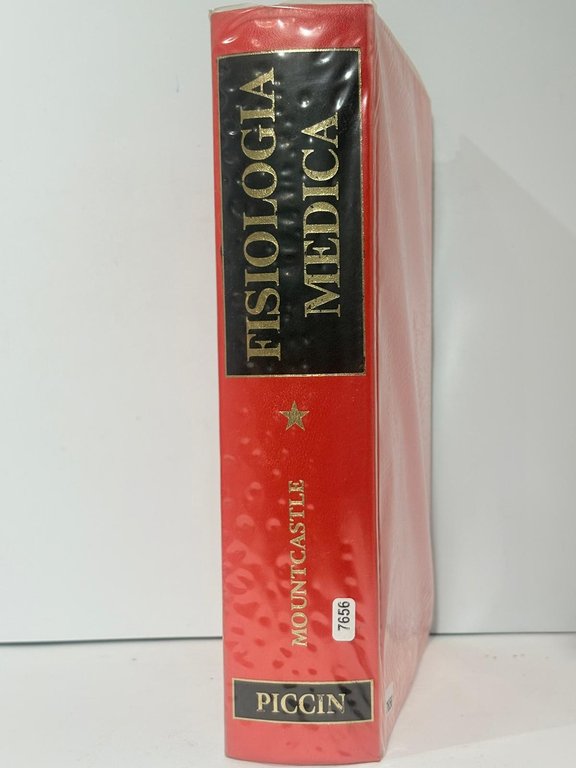 FISIOLOGIA
MEDICA
MOUNTCASTLE
7656
PICCIN